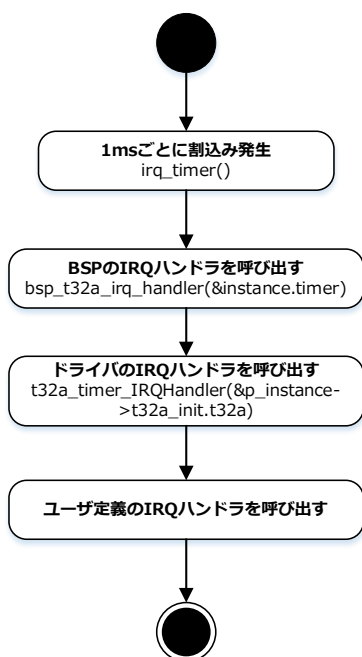 1msごとに割込み発生
irq_timer()
BSPのIRQハンドラを呼び出す
bsp_t32a_irq_handler(&instance.timer)
ドライバのIRQハンドラを呼び出す
t32a_timer_IRQHandler(&p_instance-
>t32a_init.t32a)
ユーザ定義のIRQハンドラを呼び出す